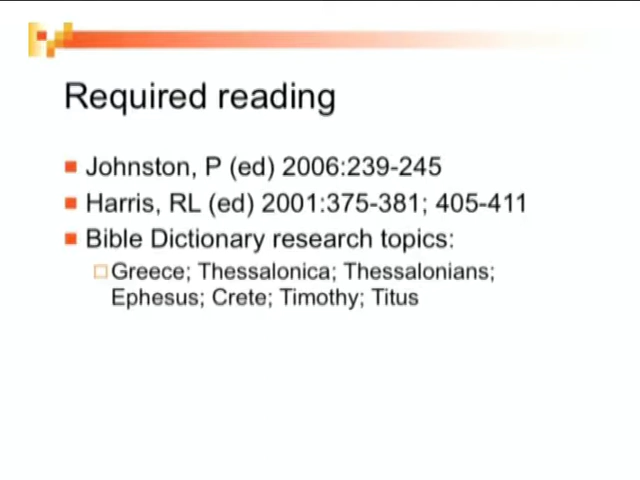 Required reading
Johnston, P (ed) 2006:239-245
Harris, RL (ed) 2001:375-381; 405-411
Bible Dictionary research topics:
Greece; Thessalonica; Thessalonians;
Ephesus; Crete; Timothy; Titus